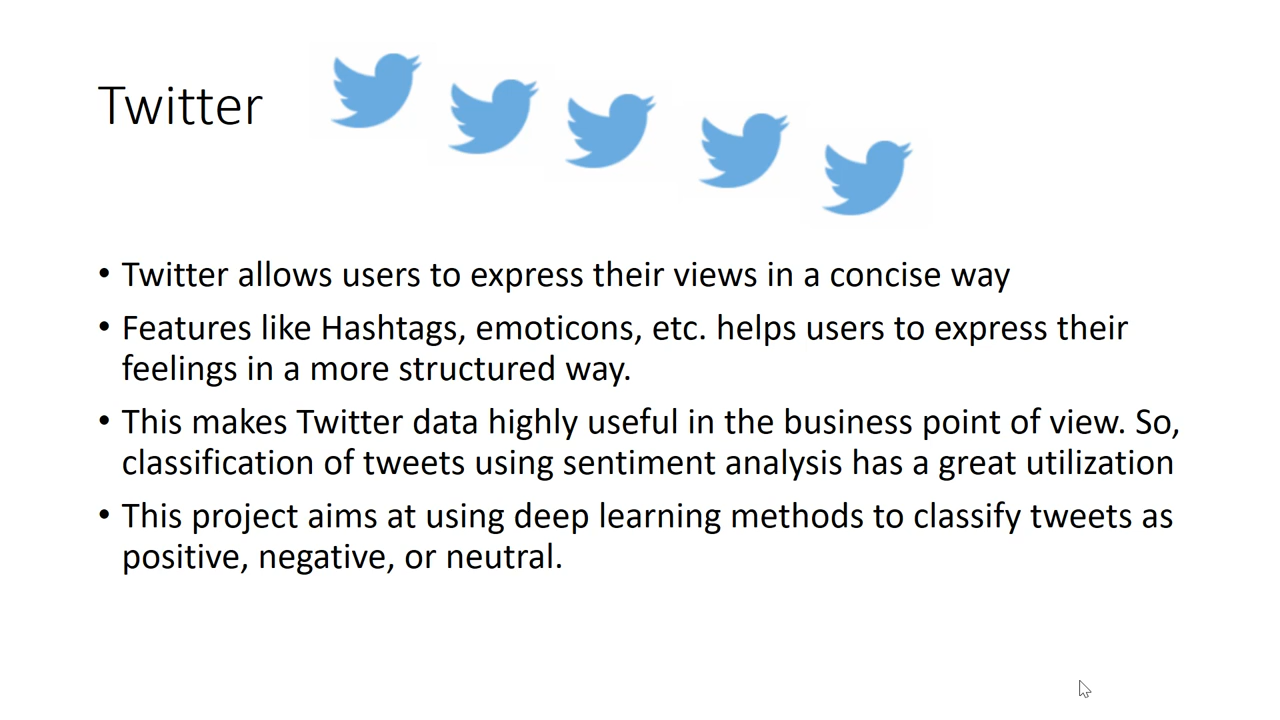 Twitter
• Twitter allows users to express their views in a concise way
• Features like Hashtags, emoticons, etc. helps users to express their
feelings in a more structured way.
• This makes Twitter data highly useful in the business point of view. So,
classification of tweets using sentiment analysis has a great utilization
• This project aims at using deep learning methods to classify tweets as
positive, negative, or neutral.